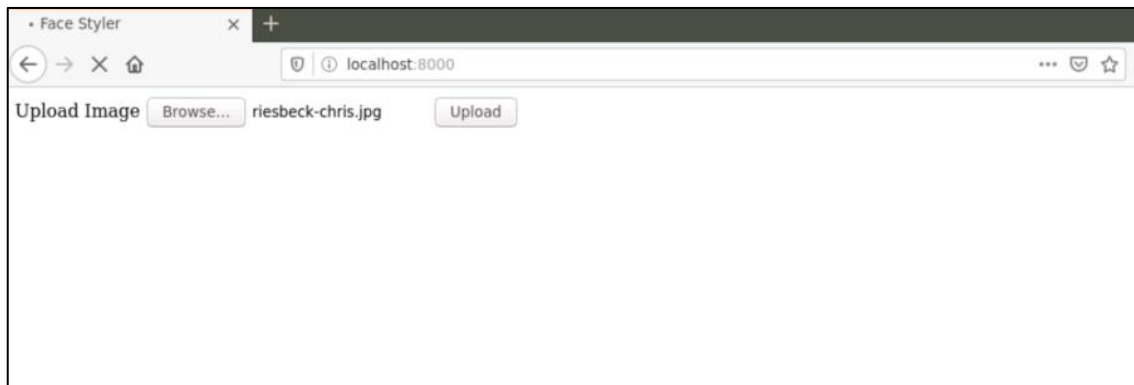 • Face Styler
localhost:8000
Upload Image Browse... riesbeck-chris.jpg Upload